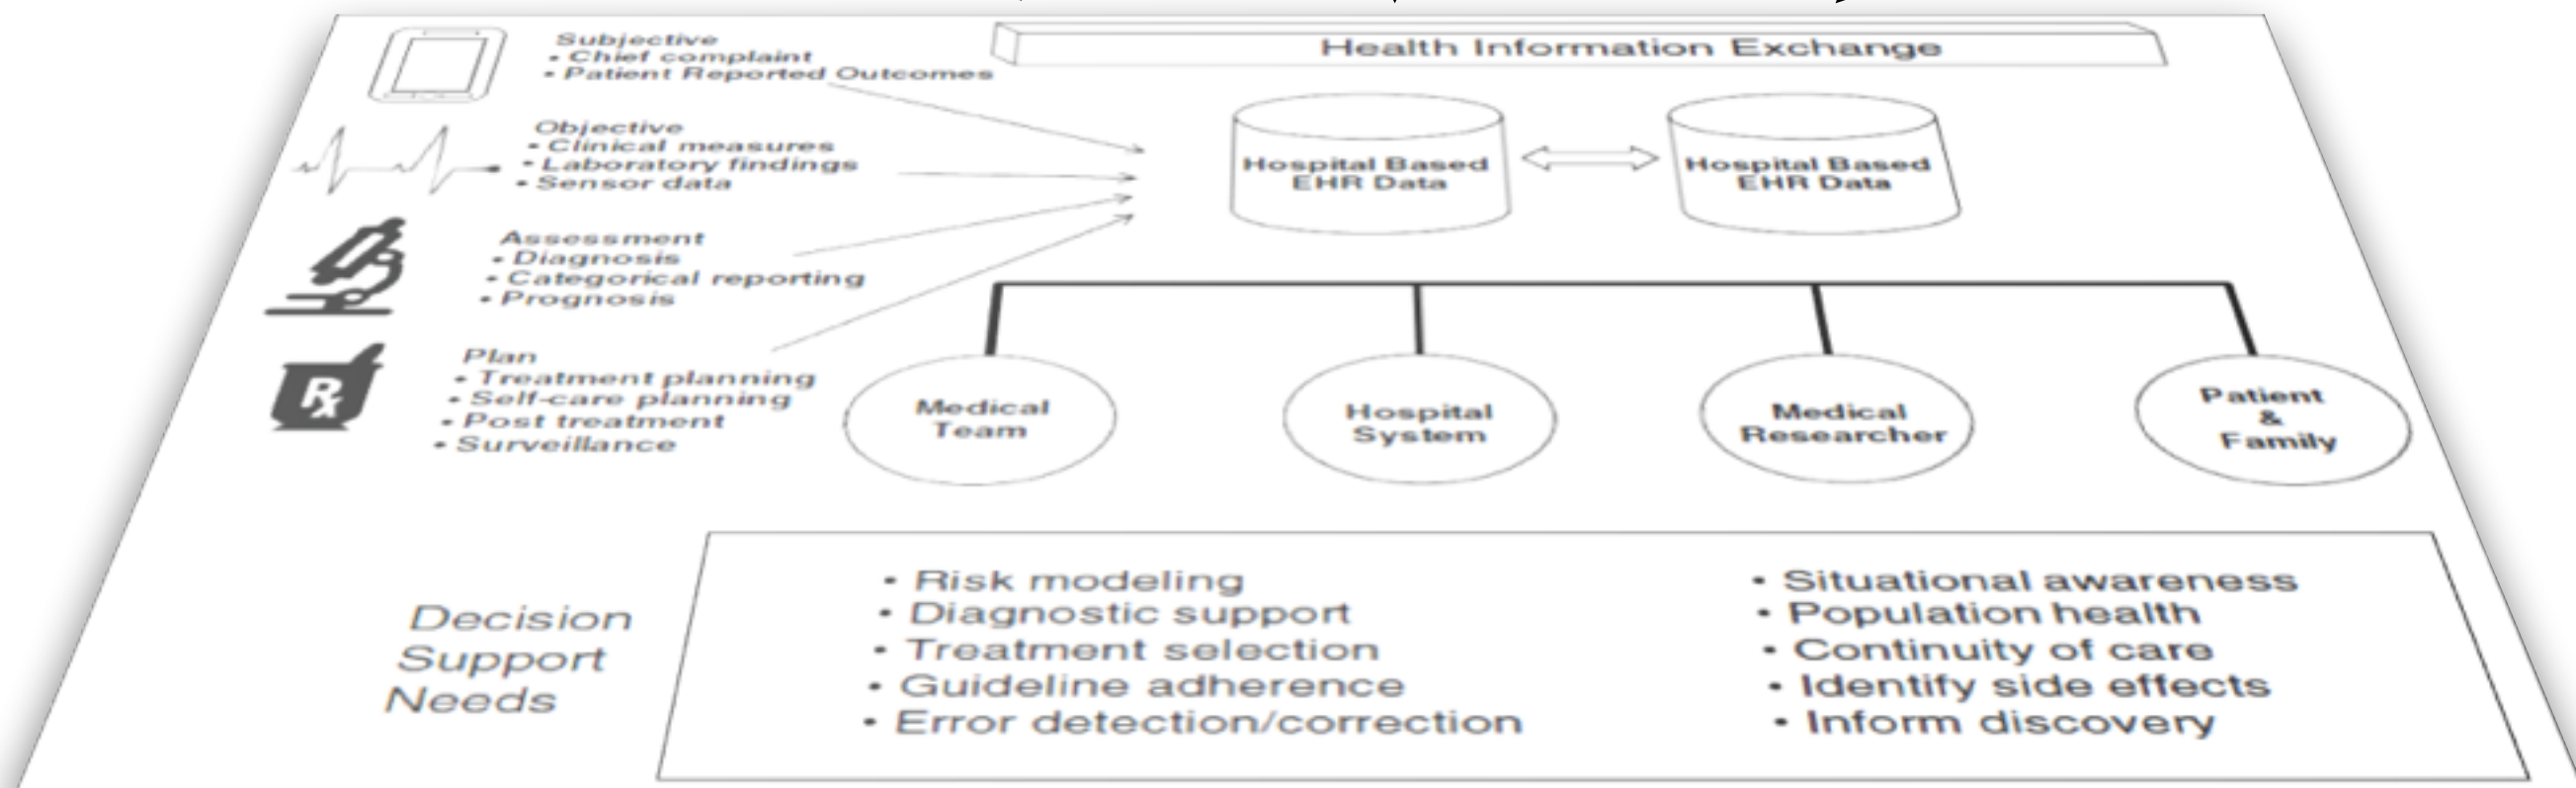 Subjective
• Chief complaint
• Patient Reported Outcomes
Health Information Exchange
Objective
• Clinical measures
• Laboratory findings
• Sensor data
Hospital Based
EHR Data
Hospital Based
EHR Data
Assessment
• Diagnosis
• Categorical reporting
• Prognosis
Plan
• Treatment planning
• Self-care planning
• Post treatment
• Surveillance
Rx
Medical
Team
Hospital
System
Medical
Researcher
Patient
&
Family
Decision
Support
Needs
• Risk modeling
• Diagnostic support
• Treatment selection
• Guideline adherence
• Error detection/correction
• Situational awareness
• Population health
• Continuity of care
• Identify side effects
• Inform discovery